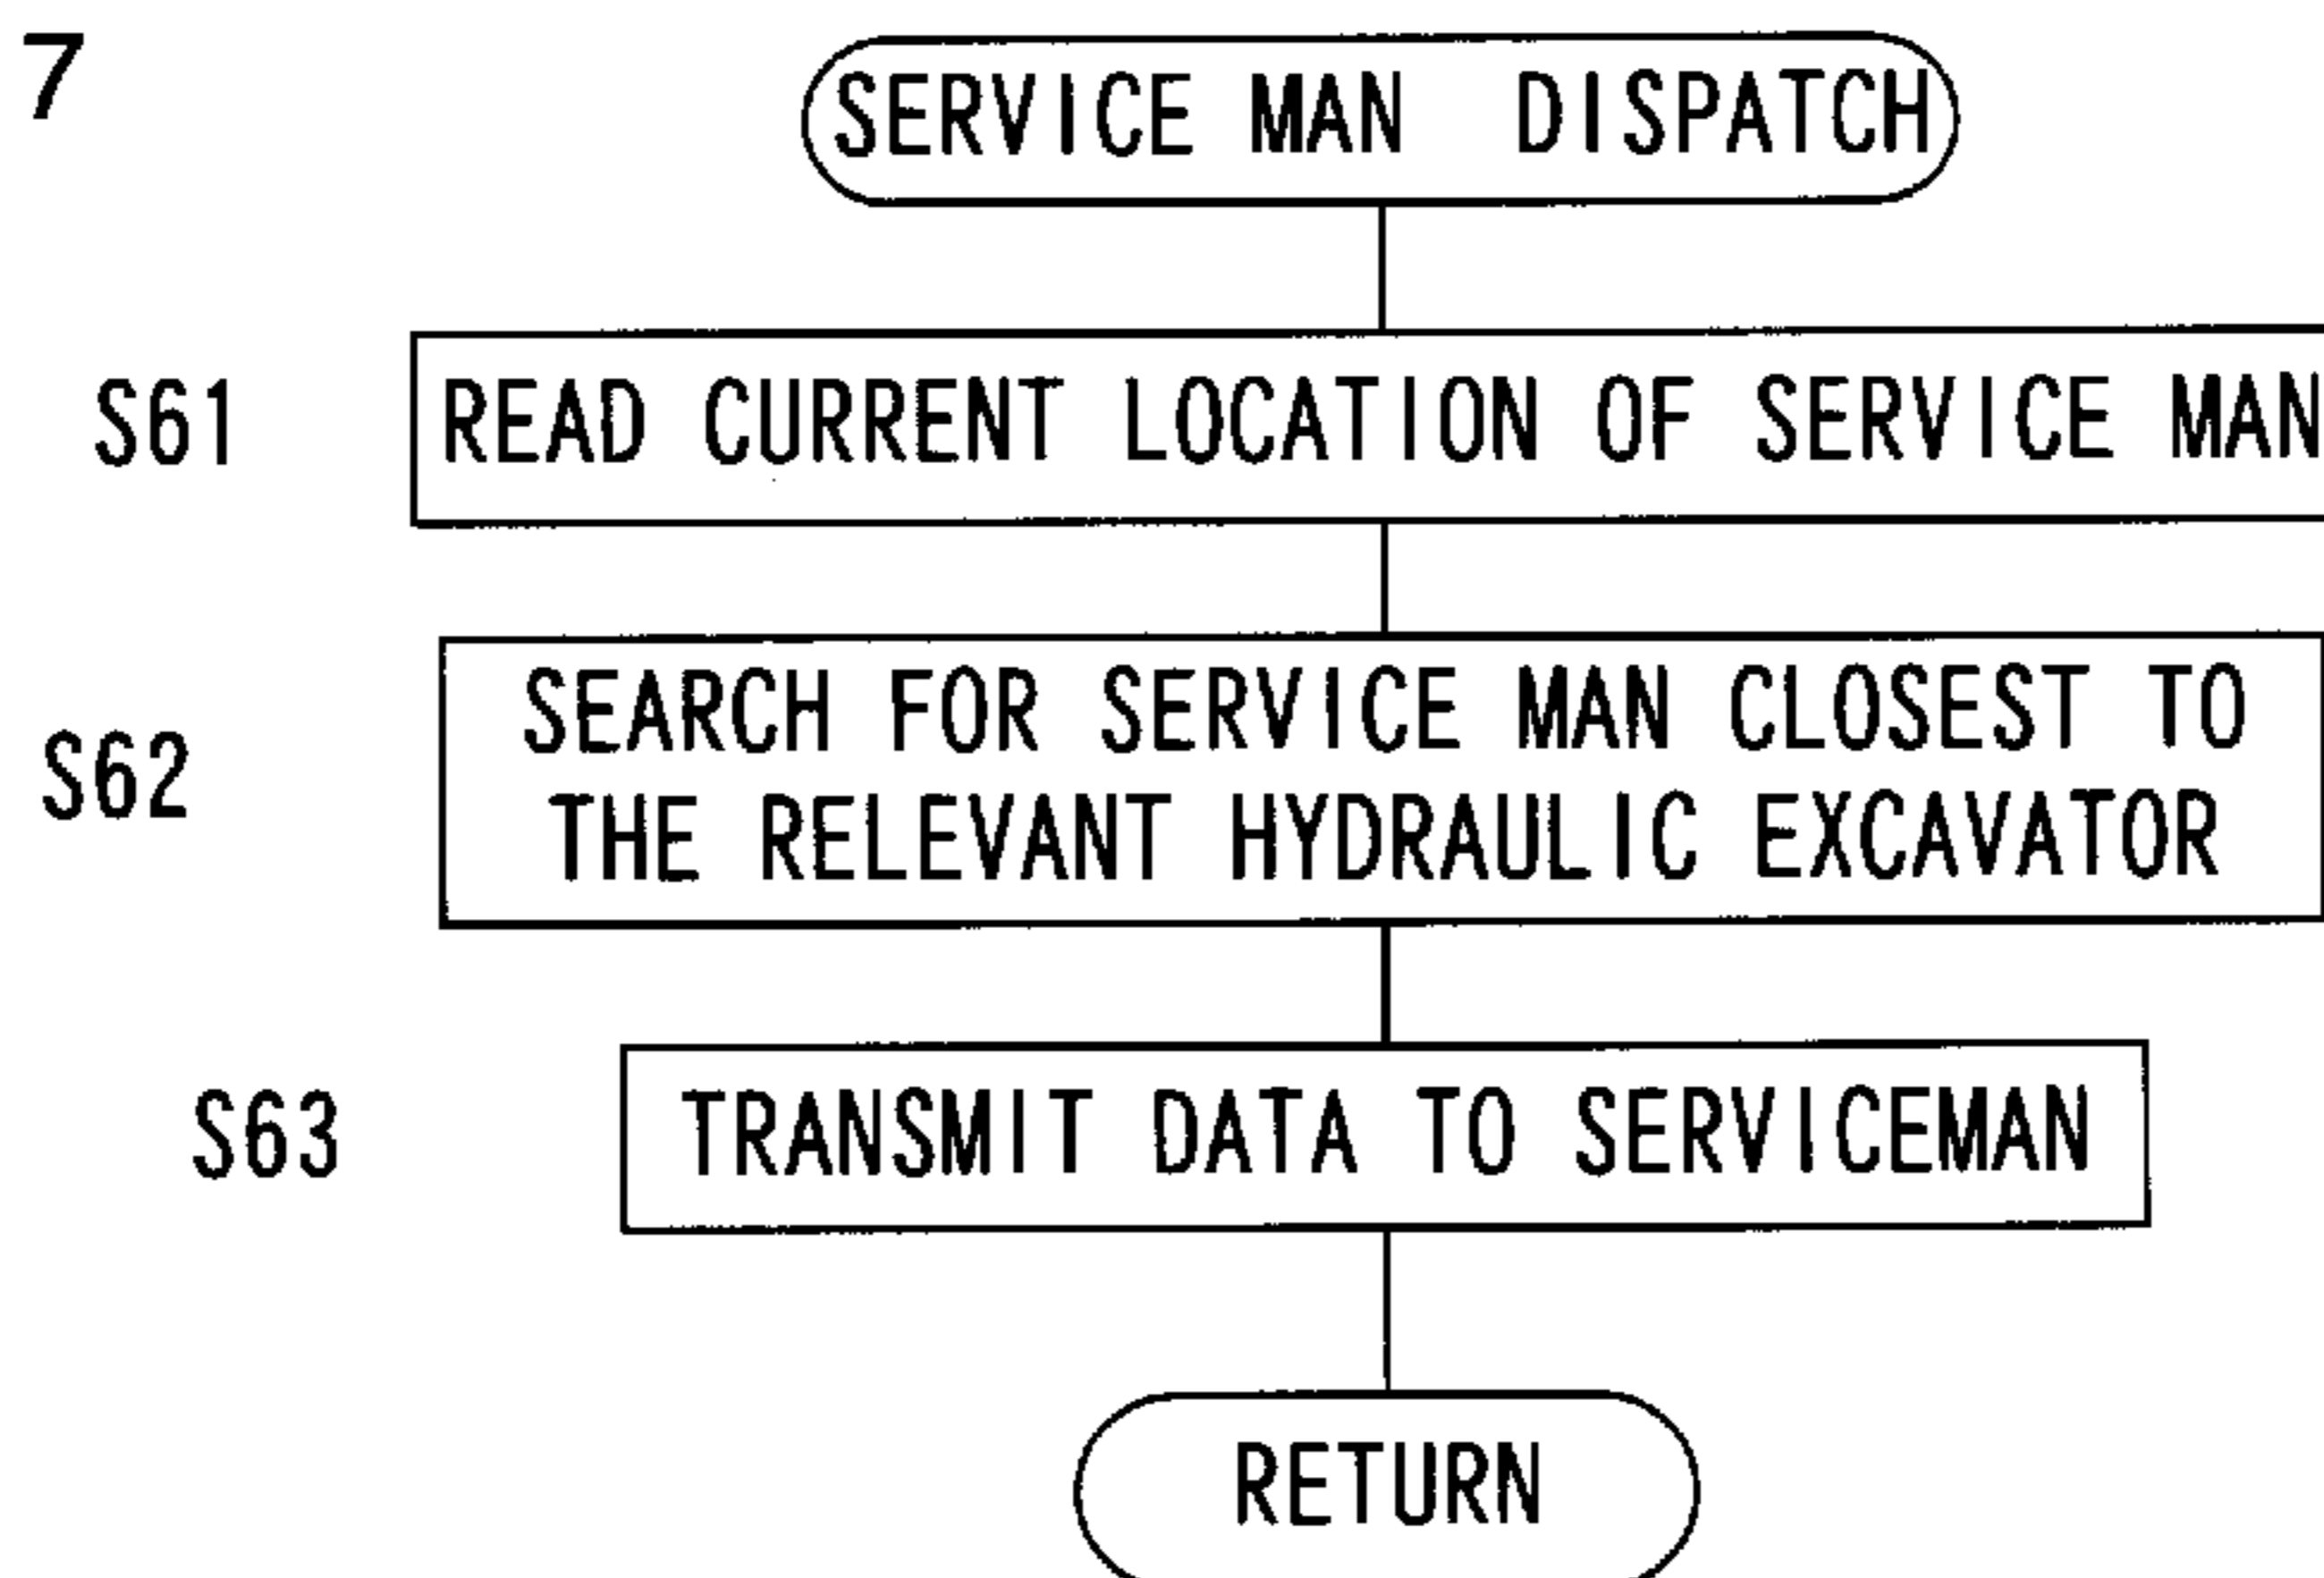 7
SERVICE MAN DISPATCH
S61 READ CURRENT LOCATION OF SERVICE MAN
SEARCH FOR SERVICE MAN CLOSEST TO
S62
THE RELEVANT HYDRAULIC EXCAVATOR
S63 TRANSMIT DATA TO SERVICEMAN
RETURN